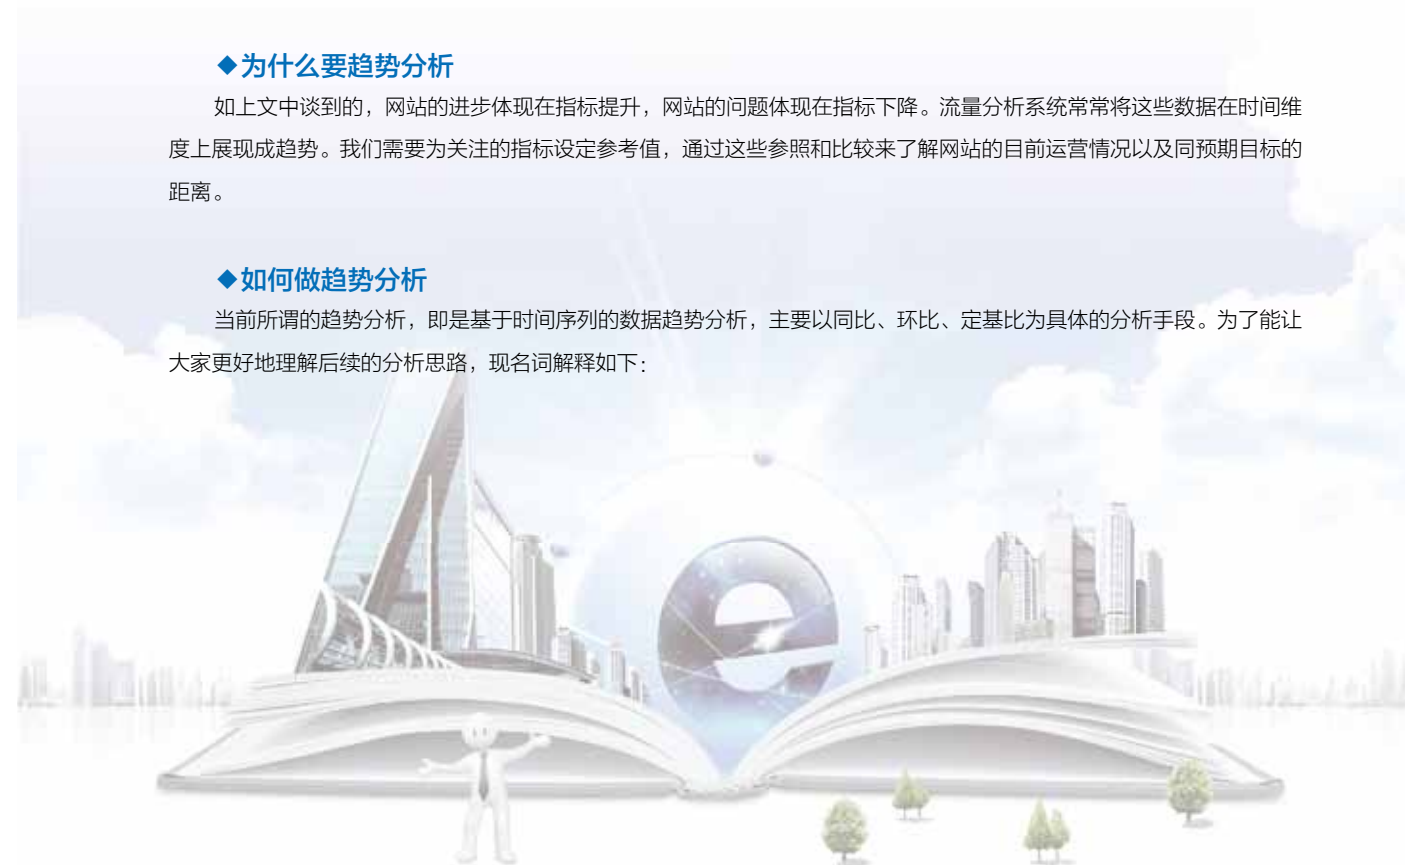 ◆为什么要趋势分析
如上文中谈到的，网站的进步体现在指标提升，网站的问题体现在指标下降。流量分析系统常常将这些数据在时间维
度上展现成趋势。我们需要为关注的指标设定参考值，通过这些参照和比较来了解网站的目前运营情况以及同预期目标的
距离。
◆如何做趋势分析
当前所谓的趋势分析，即是基于时间序列的数据趋势分析，主要以同比、环比、定基比为具体的分析手段。为了能让
大家更好地理解后续的分析思路，现名词解释如下：
e